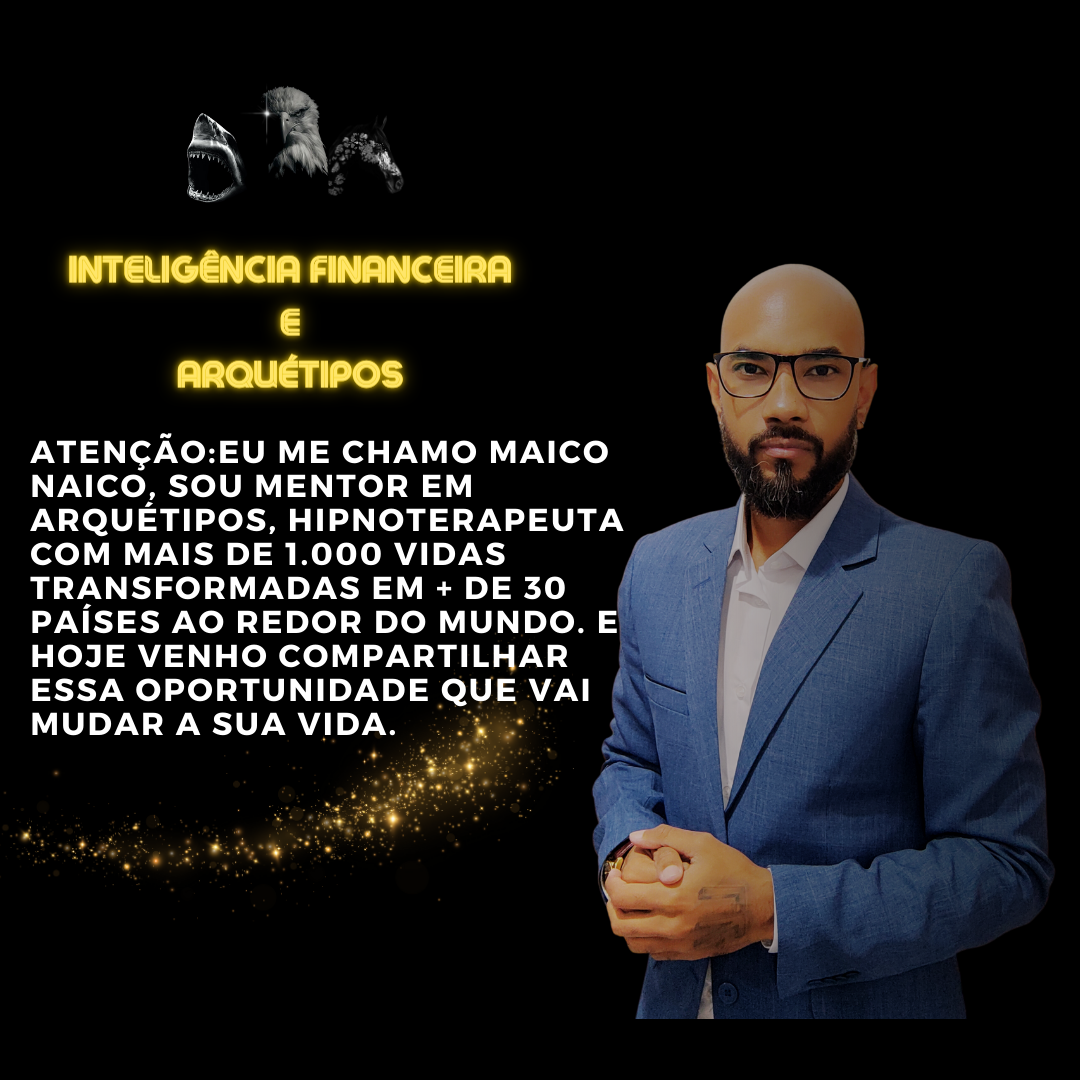 INTELIGÊNCIA FINANCEIRA
E
ARQUÉTIPOS
ATENÇÃO:EU ME CHAMO MAICO
NAICO, SOU MENTOR EM
ARQUÉTIPOS, HIPNOTERAPEUTA
COM MAIS DE 1.000 VIDAS
TRANSFORMADAS EM + DE 30
PAÍSES AO REDOR DO MUNDO. E
HOJE VENHO COMPARTILHAR
ESSA OPORTUNIDADE QUE VAI
MUDAR A SUA VIDA.